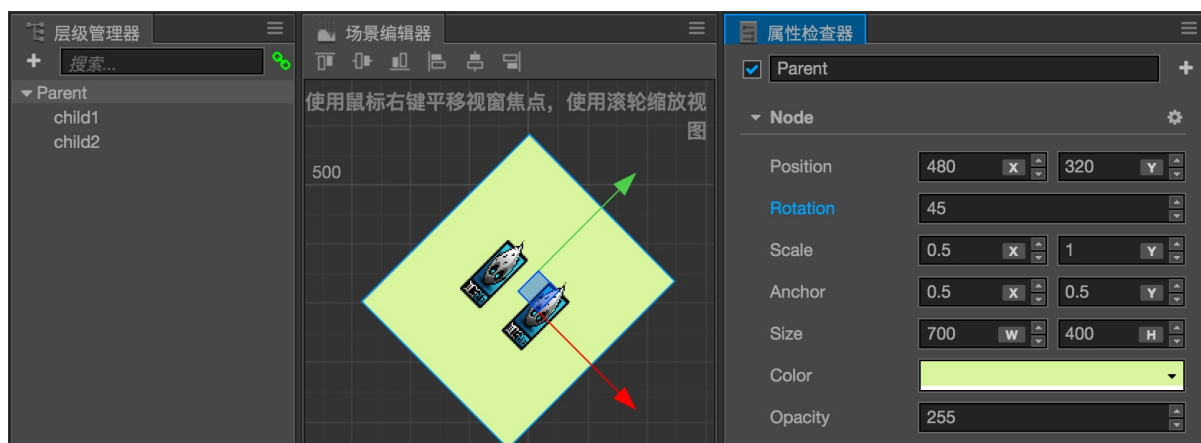 层级管理器
搜索...
Parent
child1
child2
场景编辑器
使用鼠标右键平移视窗焦点，使用滚轮缩放视
图
500
属性检查器
Parent
Node
Position 480 X 320 Y
Rotation 45
Scale 0.5 X 1 Y
Anchor 0.5 X 0.5 Y
Size 700 W 400 H
Color
Opacity 255